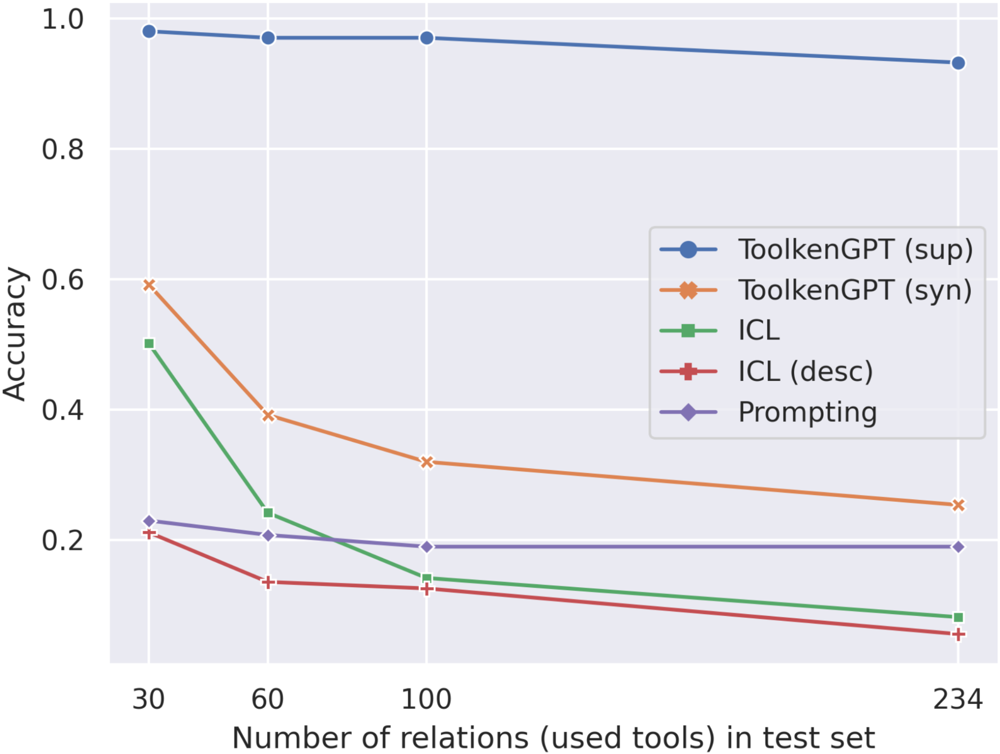 1.0
0.8
0.6
0.4
0.2
Accuracy
ToolkenGPT (sup)
ToolkenGPT (syn)
ICL
ICL (desc)
Prompting
30 60 100 234
Number of relations (used tools) in test set